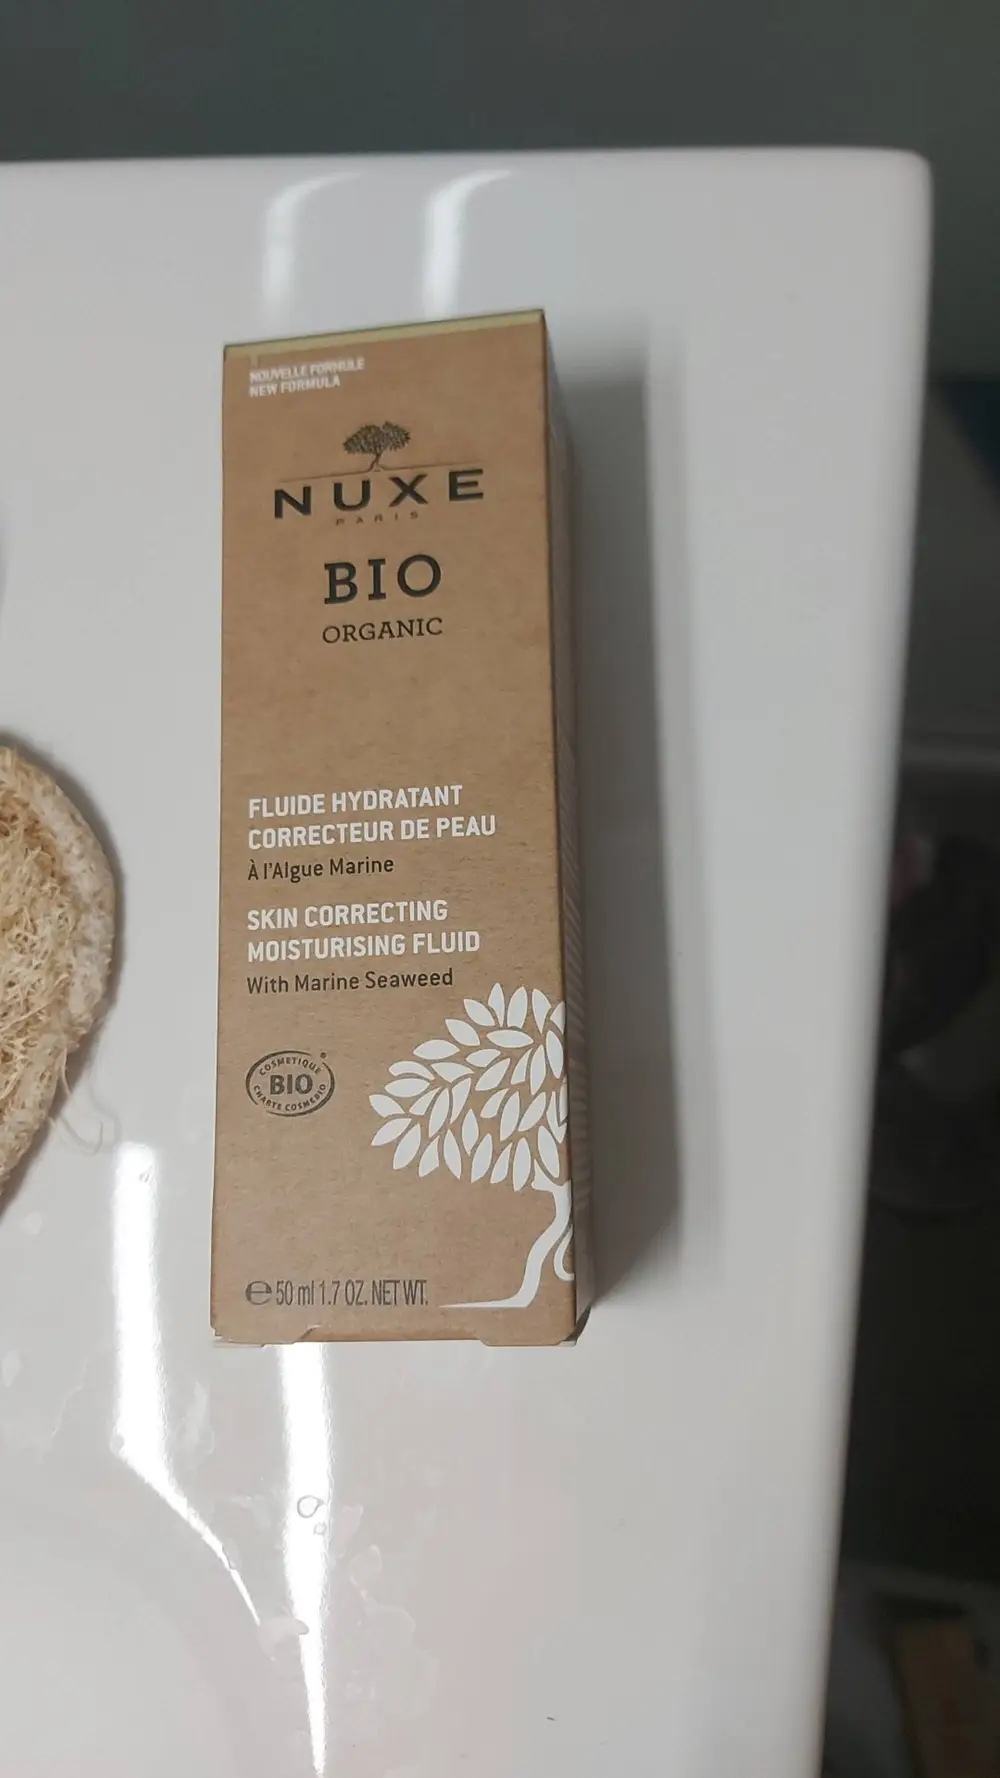 NOUVELLE FORMULE
NEW FORMULA
NUXE
PARIS
BIO
ORGANIC
FLUIDE HYDRATANT
CORRECTEUR DE PEAU
À l'Algue Marine
SKIN CORRECTING
MOISTURISING FLUID
With Marine Seaweed
COSMETIQUE
BIO
CHARTE COSMEBIO
℮ 50 ml 1.7 OZ. NET WT.